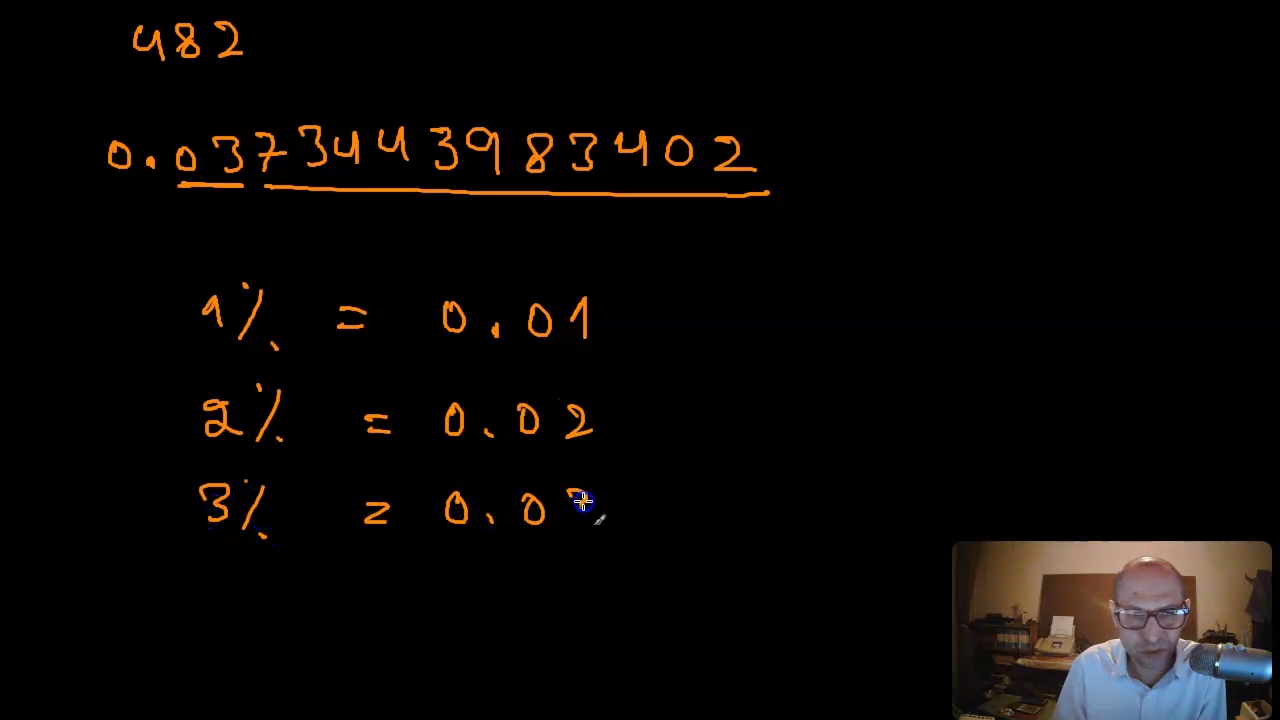 482
0.0373443983402
1% = 0.01
2% = 0.02
3% = 0.0